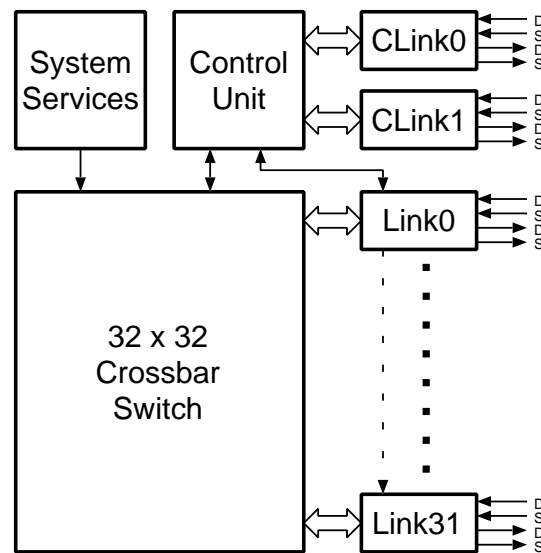 System
Services
Control
Unit
CLink0
D
S
D
S
CLink1
D
S
D
S
Link0
D
S
D
S
32 x 32
Crossbar
Switch
Link31
D
S
D
S